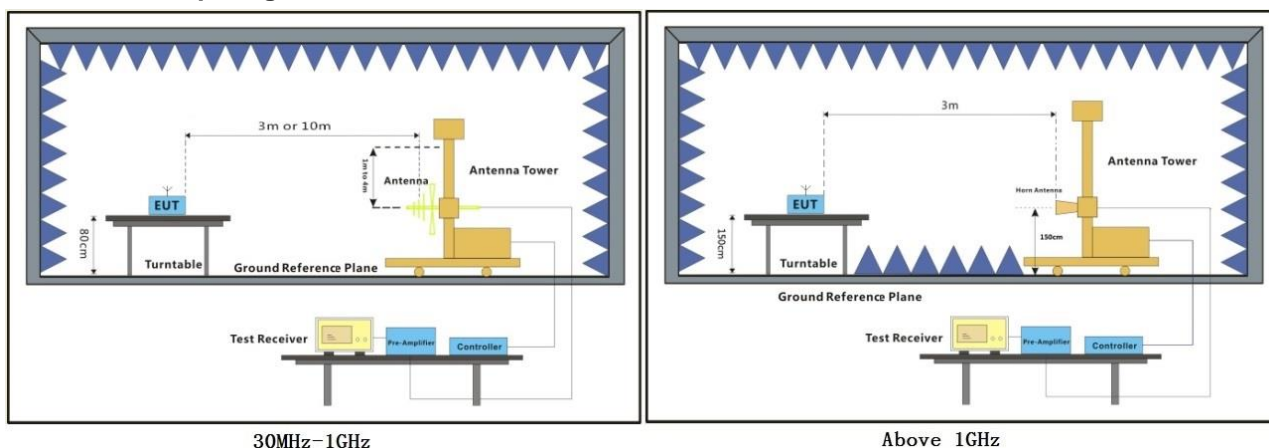 3m or 10m
1m to 4m
Antenna
Antenna Tower
EUT
80cm
Turntable
Ground Reference Plane
Test Receiver
Pre-Amplifier
Controller
30MHz-1GHz
3m
Antenna Tower
Horn Antenna
EUT
150cm
150cm
Turntable
Ground Reference Plane
Test Receiver
Pre-Amplifier
Controller
Above 1GHz